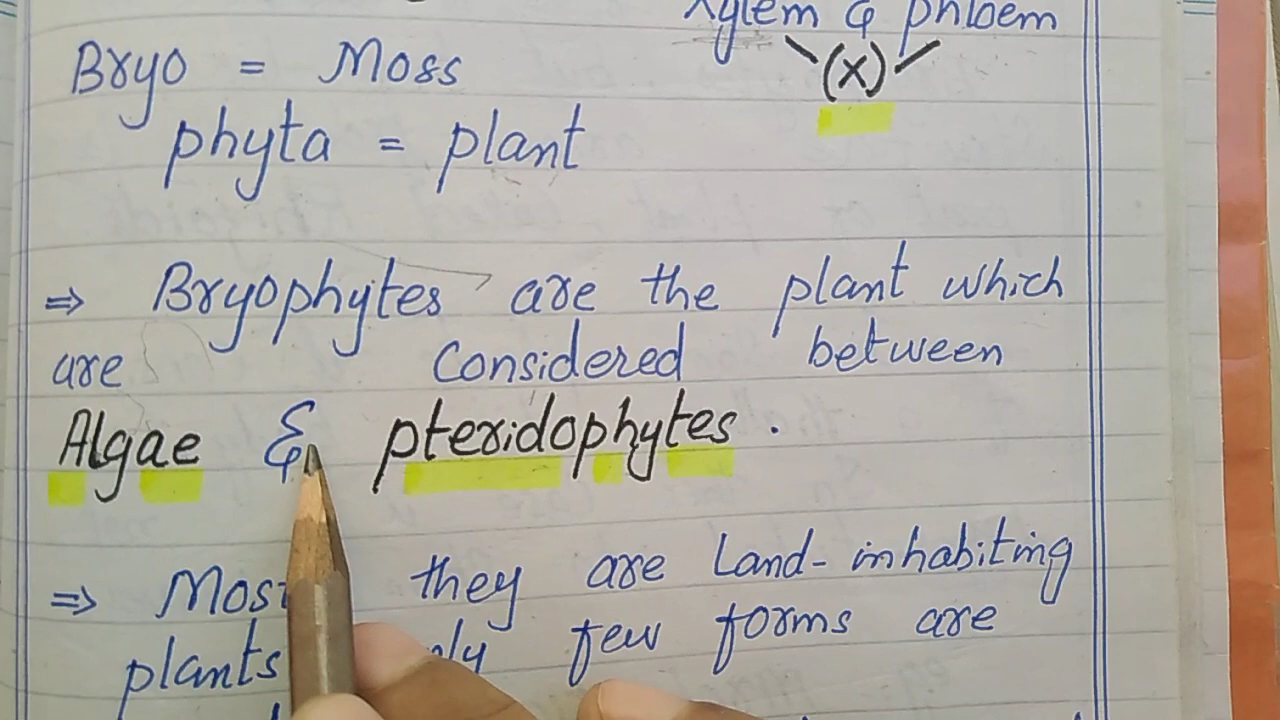 Xylem & phloem
(x)
Bryo = Moss
phyta = plant
⇒ Bryophytes are the plant which
are considered between
Algae & pteridophytes.
⇒ they are Land-inhabiting
plants few forms are